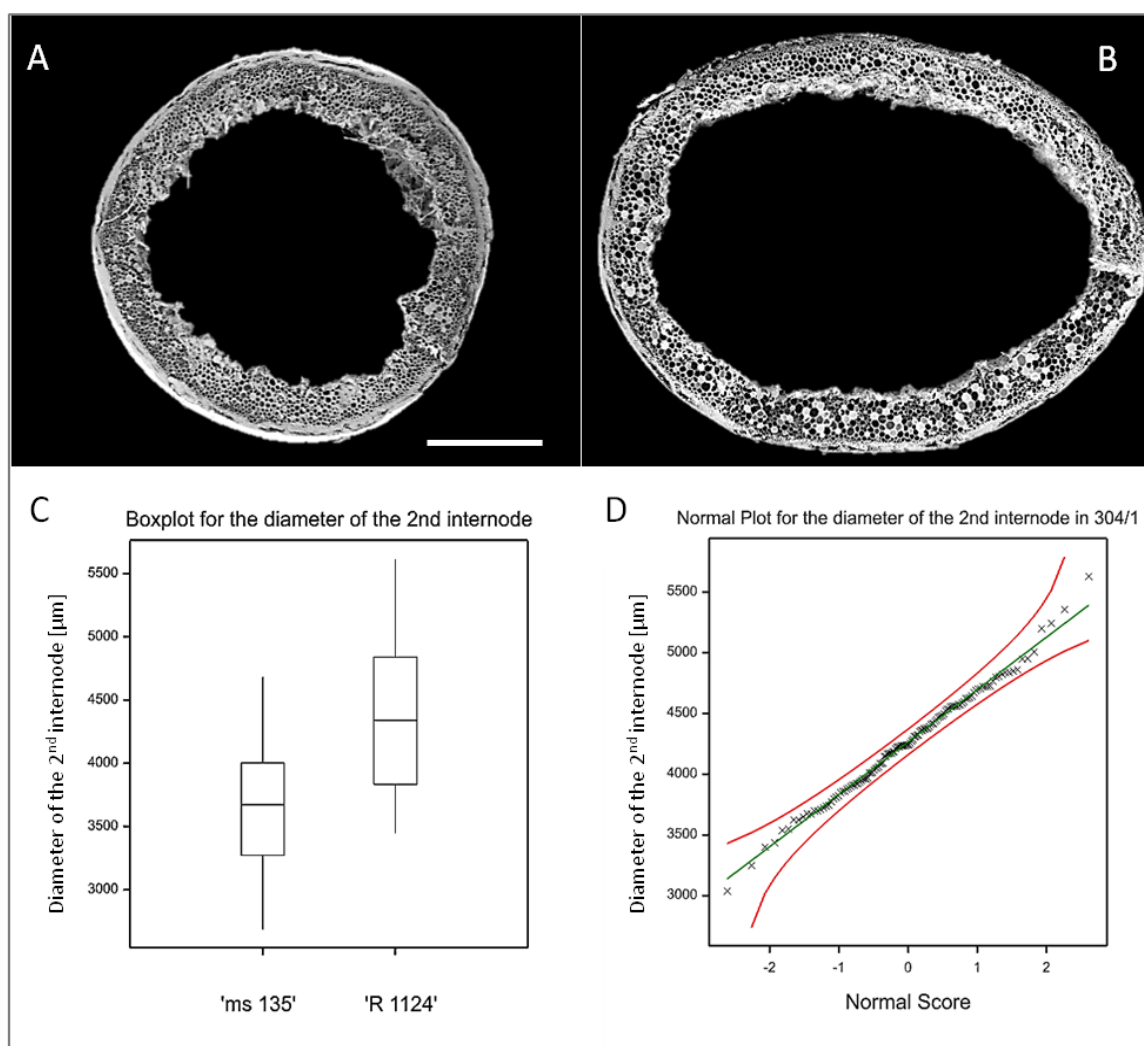 A
B
C
Boxplot for the diameter of the 2nd internode
Diameter of the 2nd internode [µm]
5500
5000
4500
4000
3500
3000
'ms 135'
'R 1124'
D
Normal Plot for the diameter of the 2nd internode in 304/1
Diameter of the 2nd internode [µm]
5500
5000
4500
4000
3500
3000
-2
-1
0
1
2
Normal Score